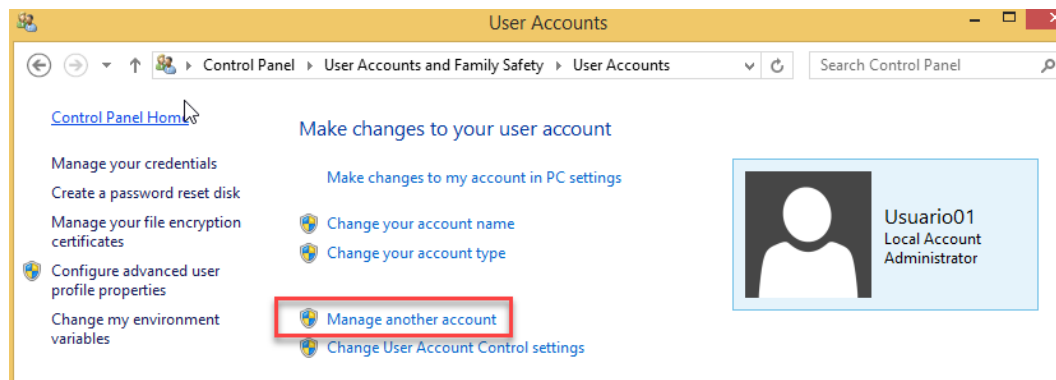 User Accounts
Control Panel User Accounts and Family Safety User Accounts
Search Control Panel
Control Panel Home
Manage your credentials
Create a password reset disk
Manage your file encryption
certificates
Configure advanced user
profile properties
Change my environment
variables
Make changes to your user account
Make changes to my account in PC settings
Change your account name
Change your account type
Manage another account
Change User Account Control settings
Usuario01
Local Account
Administrator